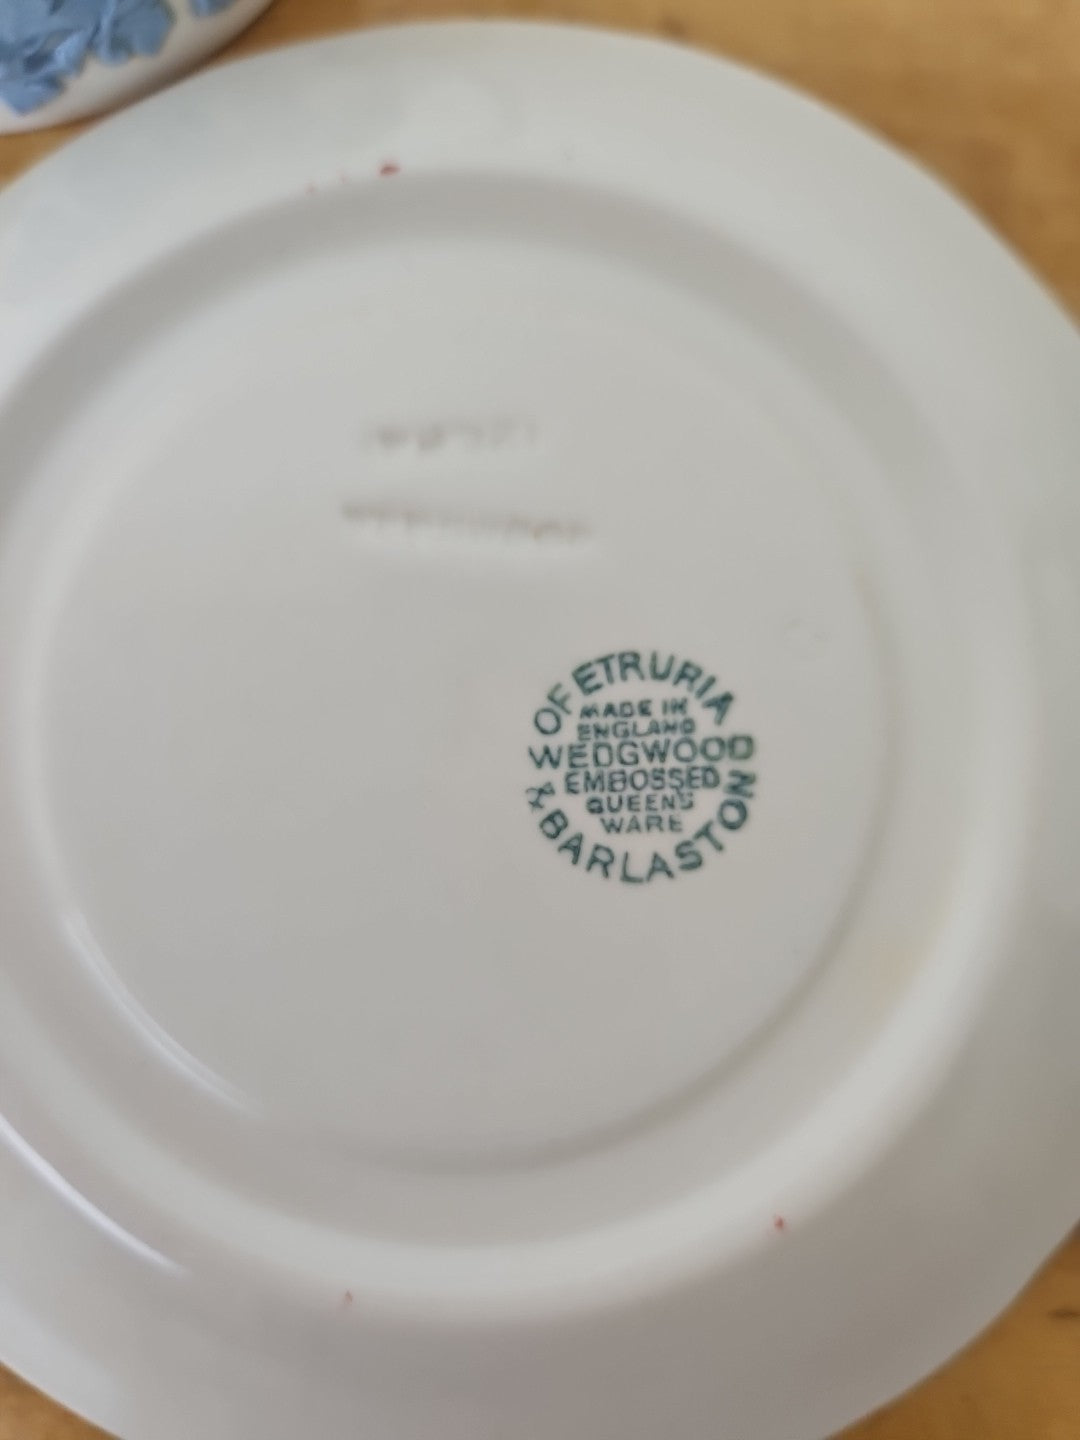 OF ETRURIA
MADE IN
ENGLAND
WEDGWOOD
EMBOSSED
QUEEN'S
WARE
& BARLASTON